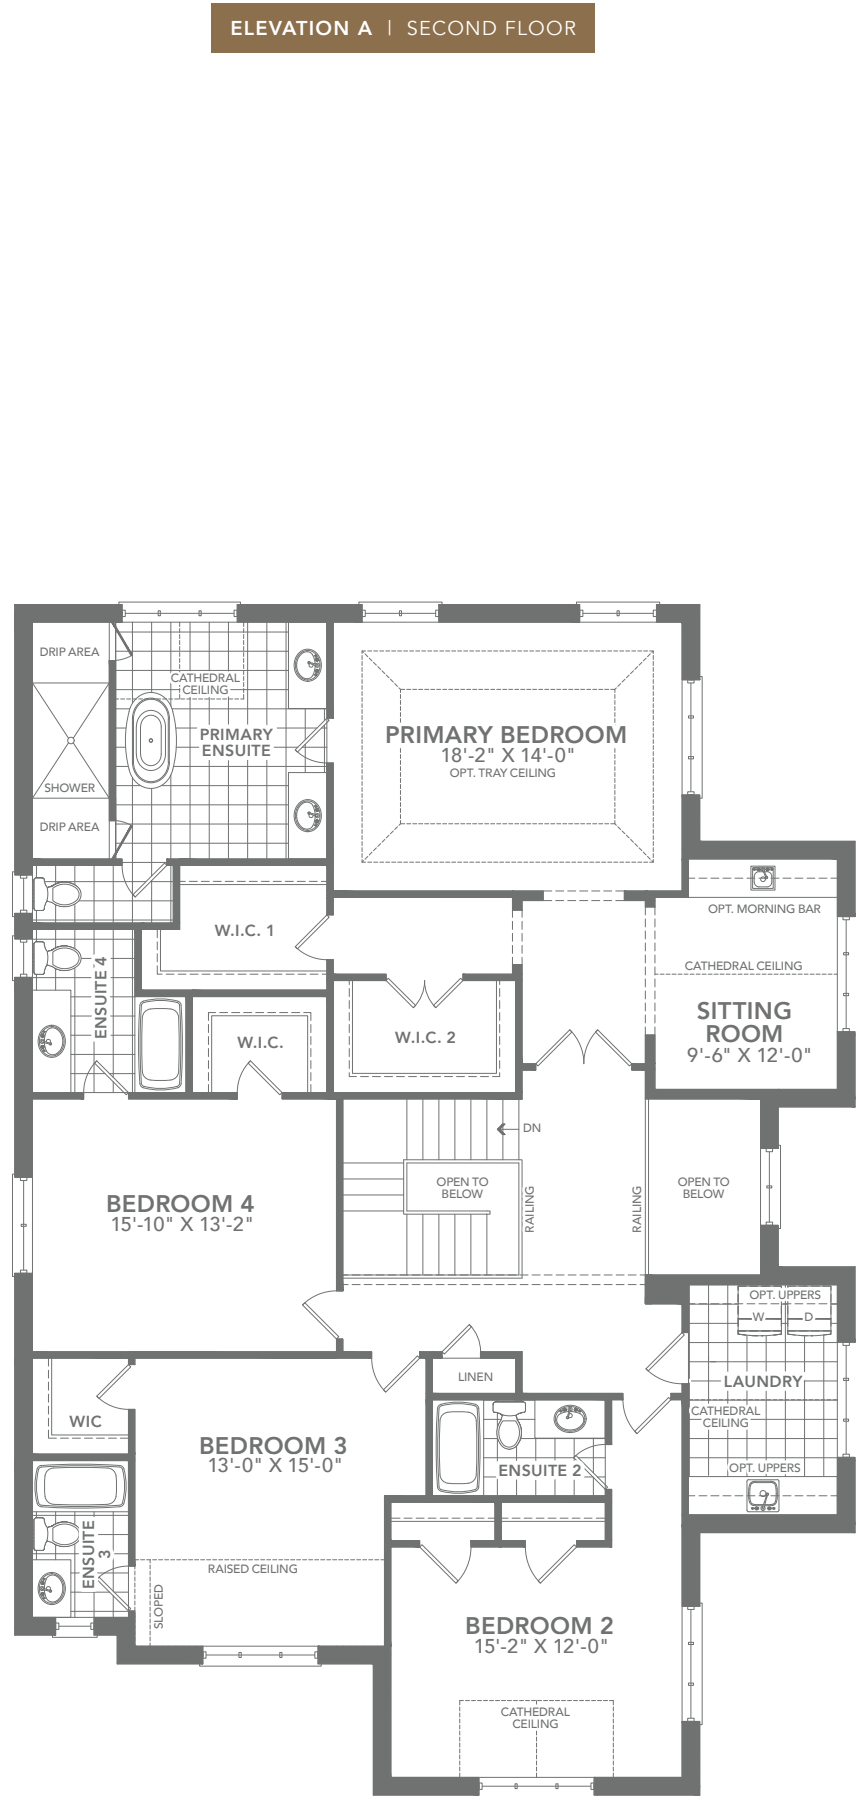 ELEVATION A | SECOND FLOOR
DRIP AREA
CATHEDRAL
CEILING
PRIMARY
ENSUITE
SHOWER
DRIP AREA
PRIMARY BEDROOM
18'-2" X 14'-0"
OPT. TRAY CEILING
W.I.C. 1
OPT. MORNING BAR
CATHEDRAL CEILING
SITTING
ROOM
9'-6" X 12'-0"
ENSUITE 4
W.I.C.
W.I.C. 2
DN
OPEN TO
BELOW
RAILING
RAILING
OPEN TO
BELOW
BEDROOM 4
15'-10" X 13'-2"
OPT. UPPERS
W
D
LAUNDRY
CATHEDRAL
CEILING
OPT. UPPERS
LINEN
WIC
BEDROOM 3
13'-0" X 15'-0"
ENSUITE 2
ENSUITE
3
RAISED CEILING
SLOPED
BEDROOM 2
15'-2" X 12'-0"
CATHEDRAL
CEILING